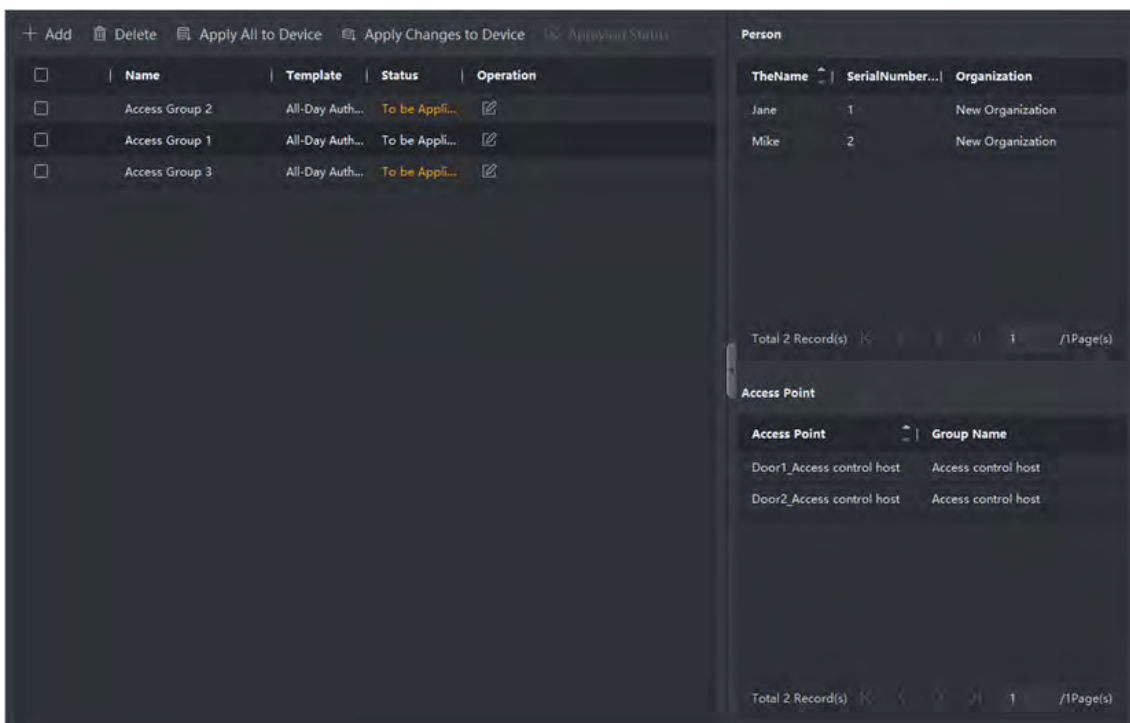 Add Delete Apply All to Device Apply Changes to Device Applying Status
Name Template Status Operation
Access Group 2 All-Day Auth... To be Appli...
Access Group 1 All-Day Auth... To be Appli...
Access Group 3 All-Day Auth... To be Appli...
Person
TheName SerialNumber... Organization
Jane 1 New Organization
Mike 2 New Organization
Total 2 Record(s) 1 /1Page(s)
Access Point
Access Point Group Name
Door1_Access control host Access control host
Door2_Access control host Access control host
Total 2 Record(s) 1 /1Page(s)